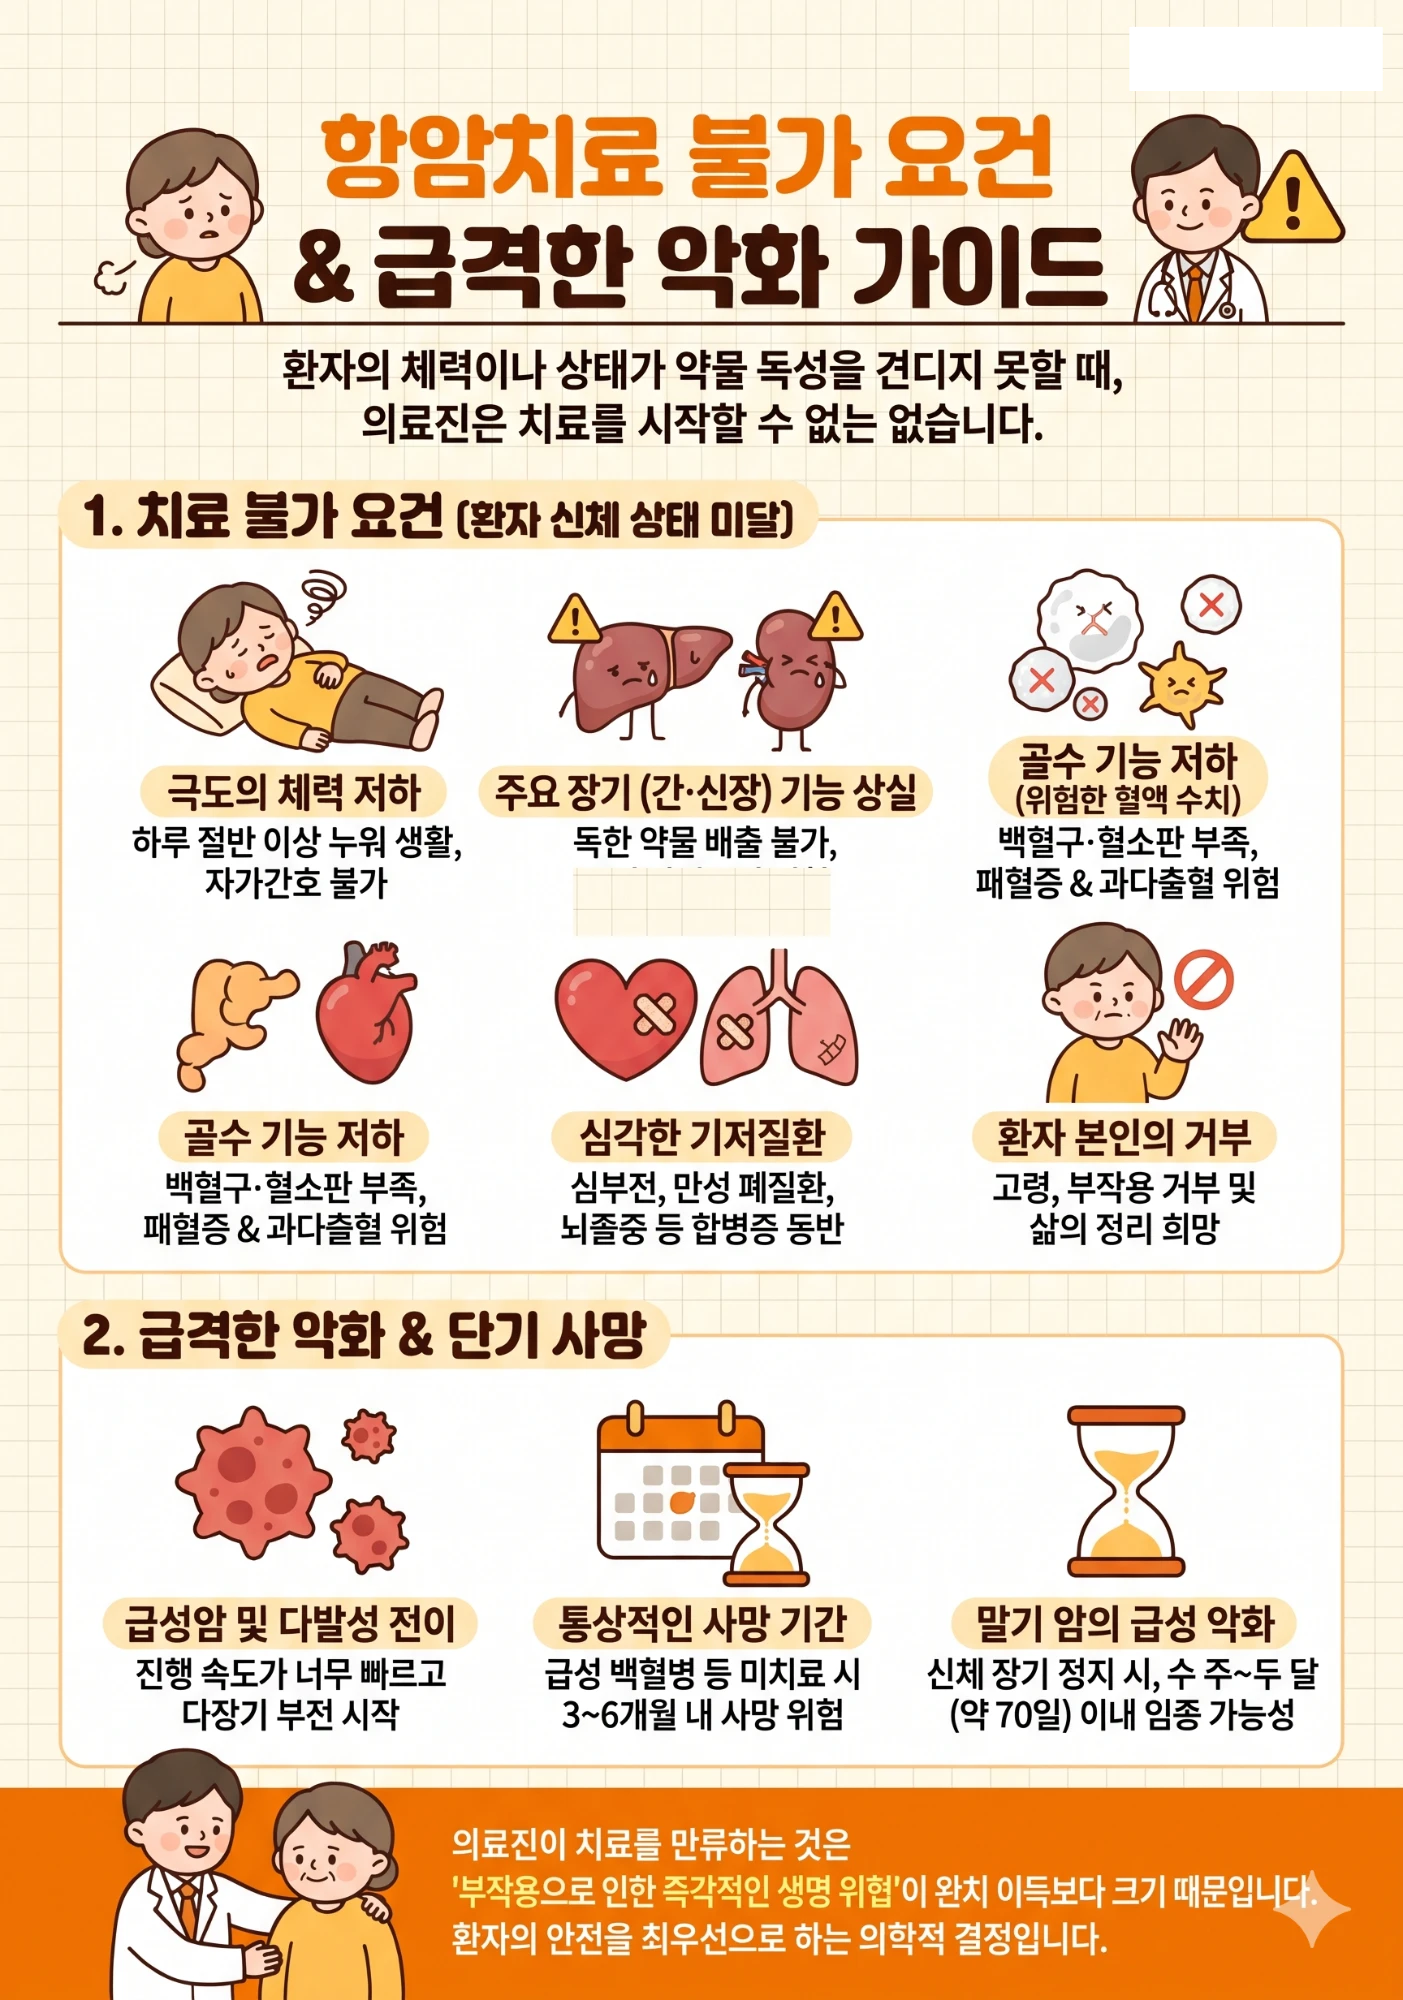 항암치료 불가 요건
& 급격한 악화 가이드
환자의 체력이나 상태가 약물 독성을 견디지 못할 때,
의료진은 치료를 시작할 수 없는 없습니다.
1. 치료 불가 요건 (환자 신체 상태 미달)
극도의 체력 저하
하루 절반 이상 누워 생활,
자가간호 불가
주요 장기 (간·신장) 기능 상실
독한 약물 배출 불가,
골수 기능 저하
(위험한 혈액 수치)
백혈구·혈소판 부족,
패혈증 & 과다출혈 위험
골수 기능 저하
백혈구·혈소판 부족,
패혈증 & 과다츨혈 위험
심각한 기저질환
심부전, 만성 폐질환,
뇌졸중 등 합병증 동반
환자 본인의 거부
고령, 부작용 거부 및
삶의 정리 희망
2. 급격한 악화 & 단기 사망
급성암 및 다발성 전이
진행 속도가 너무 빠르고
다장기 부전 시작
통상적인 사망 기간
급성 백혈병 등 미치료 시
3~6개월 내 사망 위험
말기 암의 급성 악화
신체 장기 정지 시, 수 주~두 달
(약 70일) 이내 임종 가능성
의료진이 치료를 만류하는 것은
'부작용으로 인한 즉각적인 생명 위협'이 완치 이득보다 크기 때문입니다.
환자의 안전을 최우선으로 하는 의학적 결정입니다.